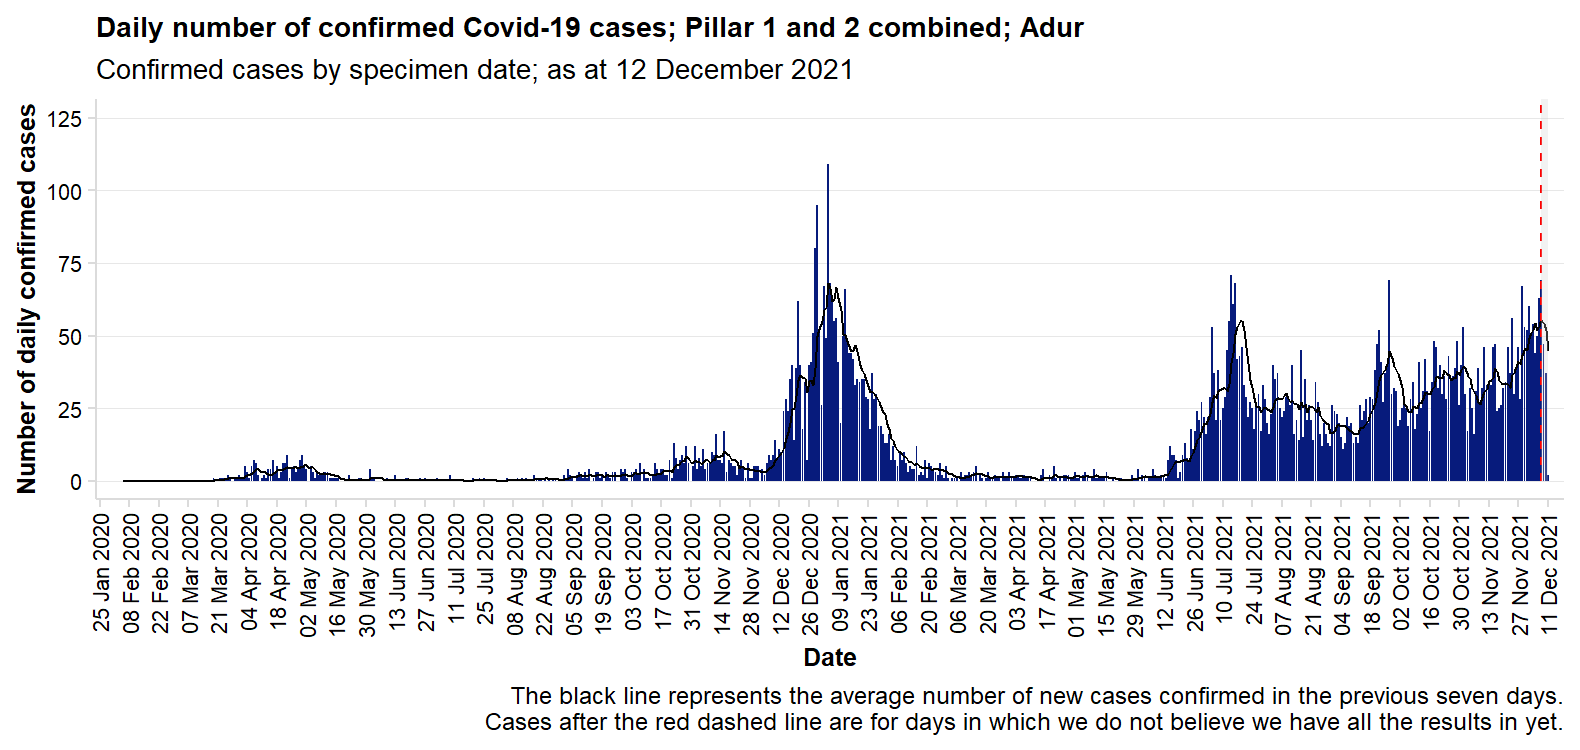 Daily number of confirmed Covid-19 cases; Pillar 1 and 2 combined; Adur
Confirmed cases by specimen date; as at 12 December 2021
Number of daily confirmed cases
125
100
75
50
25
0
25 Jan 2020
08 Feb 2020
22 Feb 2020
07 Mar 2020
21 Mar 2020
04 Apr 2020
18 Apr 2020
02 May 2020
16 May 2020
30 May 2020
13 Jun 2020
27 Jun 2020
11 Jul 2020
25 Jul 2020
08 Aug 2020
22 Aug 2020
05 Sep 2020
19 Sep 2020
03 Oct 2020
17 Oct 2020
31 Oct 2020
14 Nov 2020
28 Nov 2020
12 Dec 2020
26 Dec 2020
09 Jan 2021
23 Jan 2021
06 Feb 2021
20 Feb 2021
06 Mar 2021
20 Mar 2021
03 Apr 2021
17 Apr 2021
01 May 2021
15 May 2021
29 May 2021
12 Jun 2021
26 Jun 2021
10 Jul 2021
24 Jul 2021
07 Aug 2021
21 Aug 2021
04 Sep 2021
18 Sep 2021
02 Oct 2021
16 Oct 2021
30 Oct 2021
13 Nov 2021
27 Nov 2021
11 Dec 2021
Date
The black line represents the average number of new cases confirmed in the previous seven days.
Cases after the red dashed line are for days in which we do not believe we have all the results in yet.